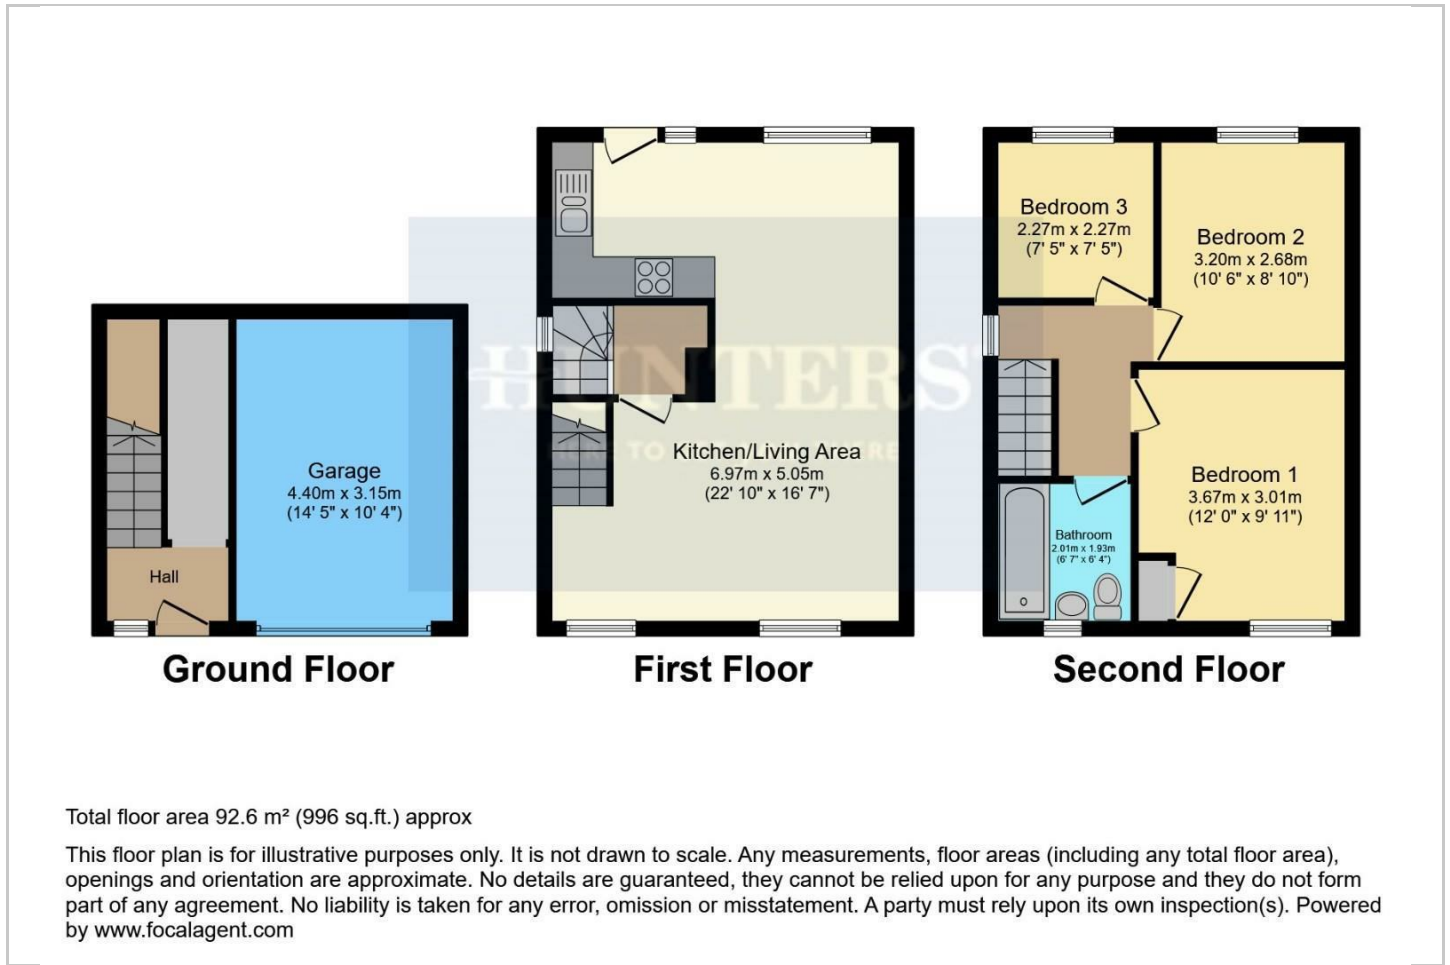 Garage
4.40m x 3.15m
(14' 5" x 10' 4")
Hall
Ground Floor
Kitchen/Living Area
6.97m x 5.05m
(22' 10" x 16' 7")
First Floor
Bedroom 3
2.27m x 2.27m
(7' 5" x 7' 5")
Bedroom 2
3.20m x 2.68m
(10' 6" x 8' 10")
Bedroom 1
3.67m x 3.01m
(12' 0" x 9' 11")
Bathroom
2.01m x 1.93m
(6' 7" x 6' 4")
Second Floor
HUNTERS
Total floor area 92.6 m² (996 sq.ft.) approx
This floor plan is for illustrative purposes only. It is not drawn to scale. Any measurements, floor areas (including any total floor area),
openings and orientation are approximate. No details are guaranteed, they cannot be relied upon for any purpose and they do not form
part of any agreement. No liability is taken for any error, omission or misstatement. A party must rely upon its own inspection(s). Powered
by www.focalagent.com